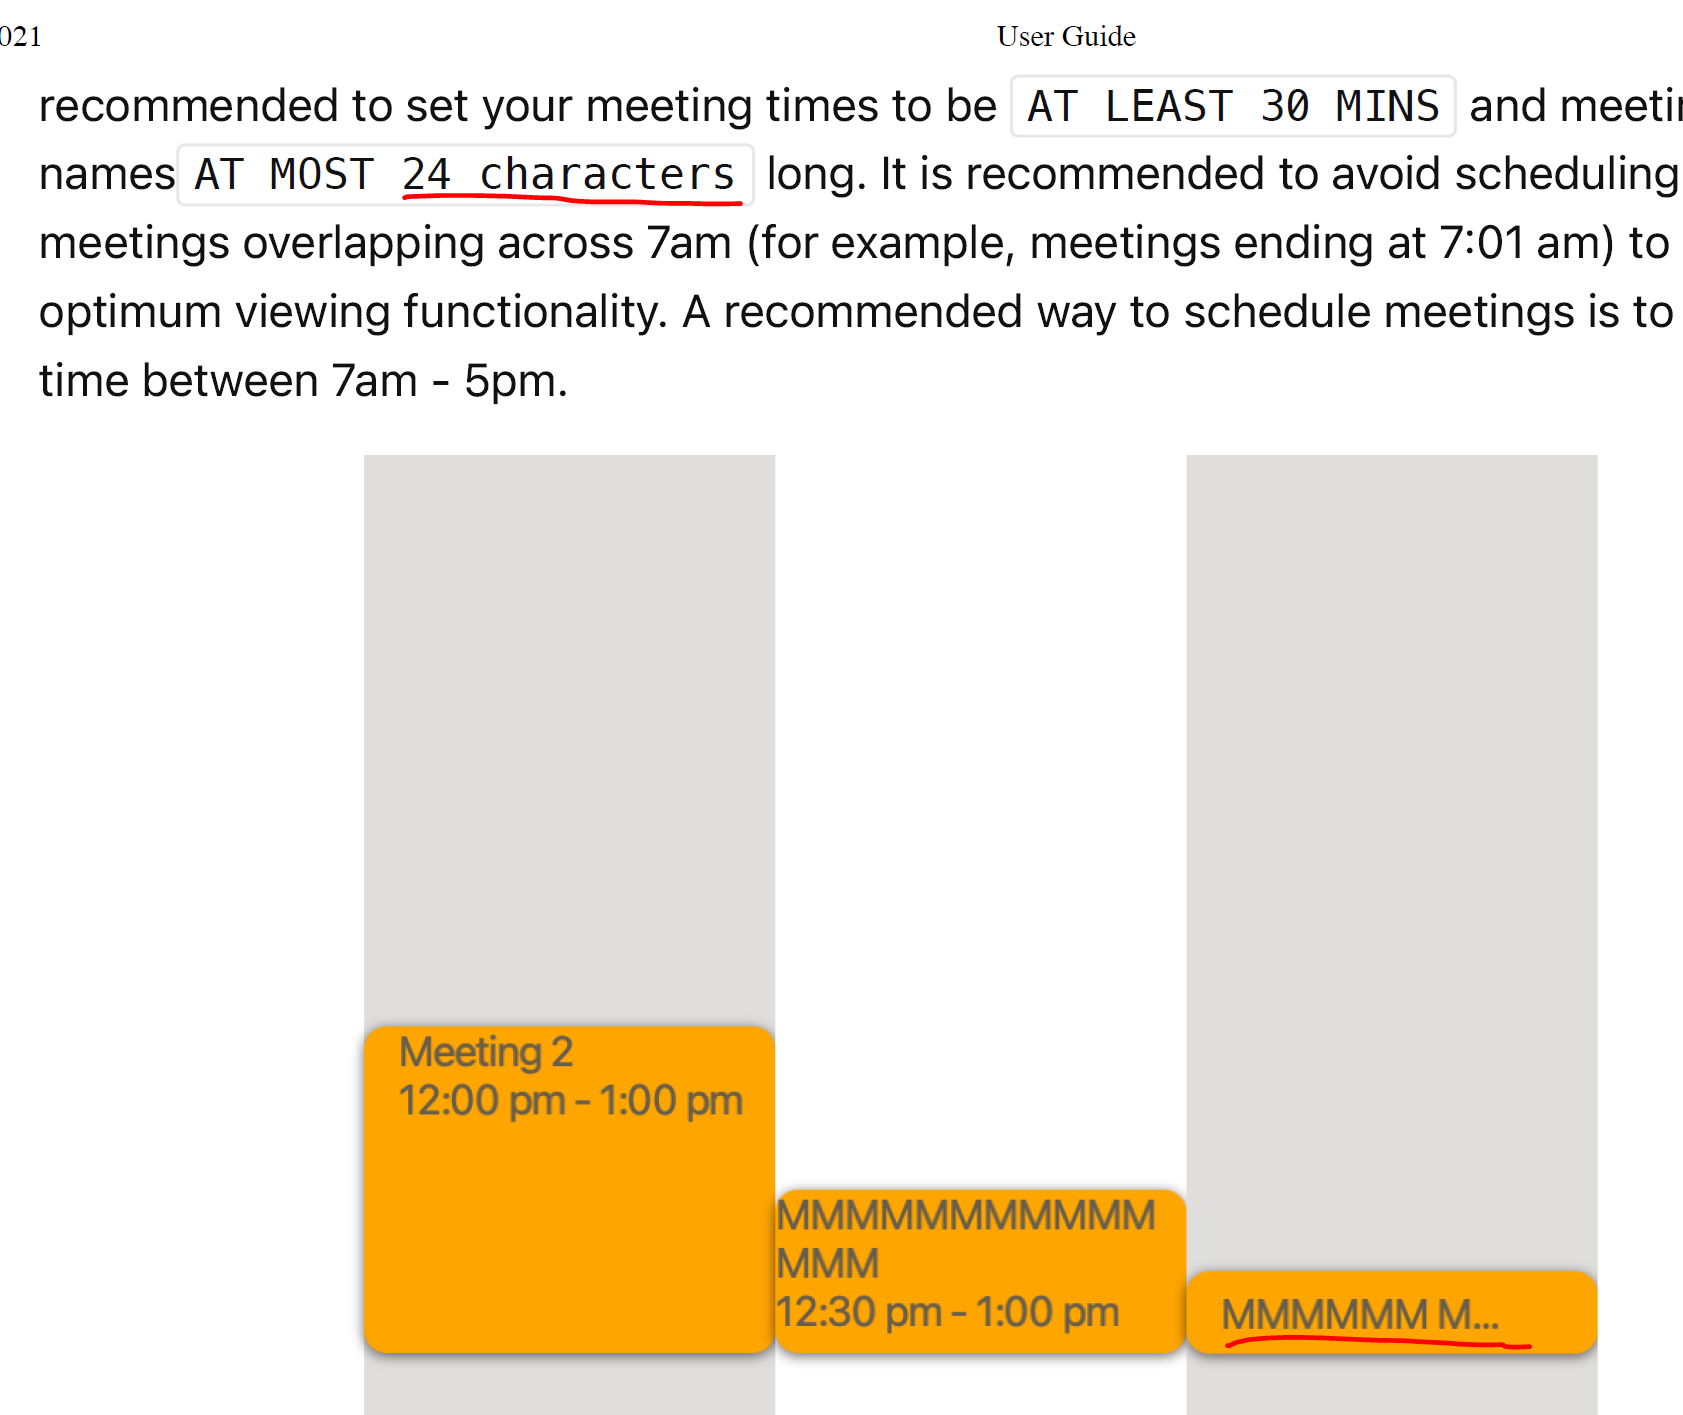 021 User Guide
recommended to set your meeting times to be AT LEAST 30 MINS and meetin
names AT MOST 24 characters long. It is recommended to avoid scheduling
meetings overlapping across 7am (for example, meetings ending at 7:01 am) to
optimum viewing functionality. A recommended way to schedule meetings is to
time between 7am - 5pm.
Meeting 2
12:00 pm - 1:00 pm
MMMMMMMMMMM
MMM
12:30 pm - 1:00 pm
MMMMMM M...